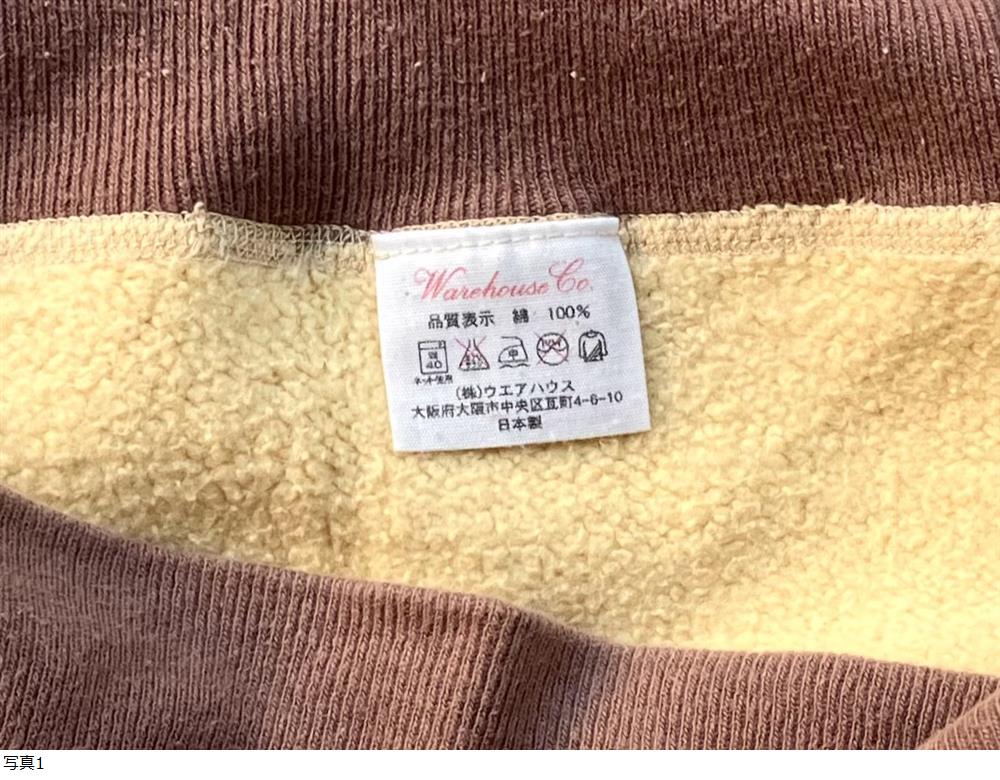 Warehouse Co.
品質表示 綿 100%
40 中
ネット使用
(株)ウエアハウス
大阪府大阪市中央区瓦町4-6-10
日本製
写真1